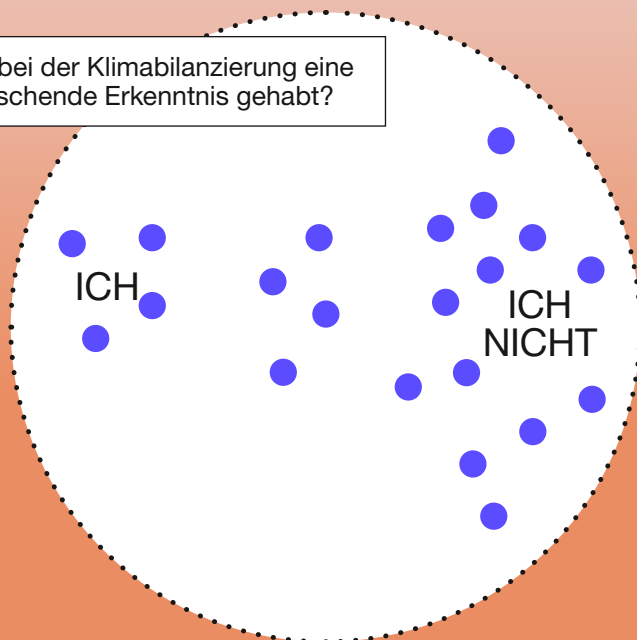 bei der Klimabilanzierung eine
schende Erkenntnis gehabt?
ICH
ICH
NICHT